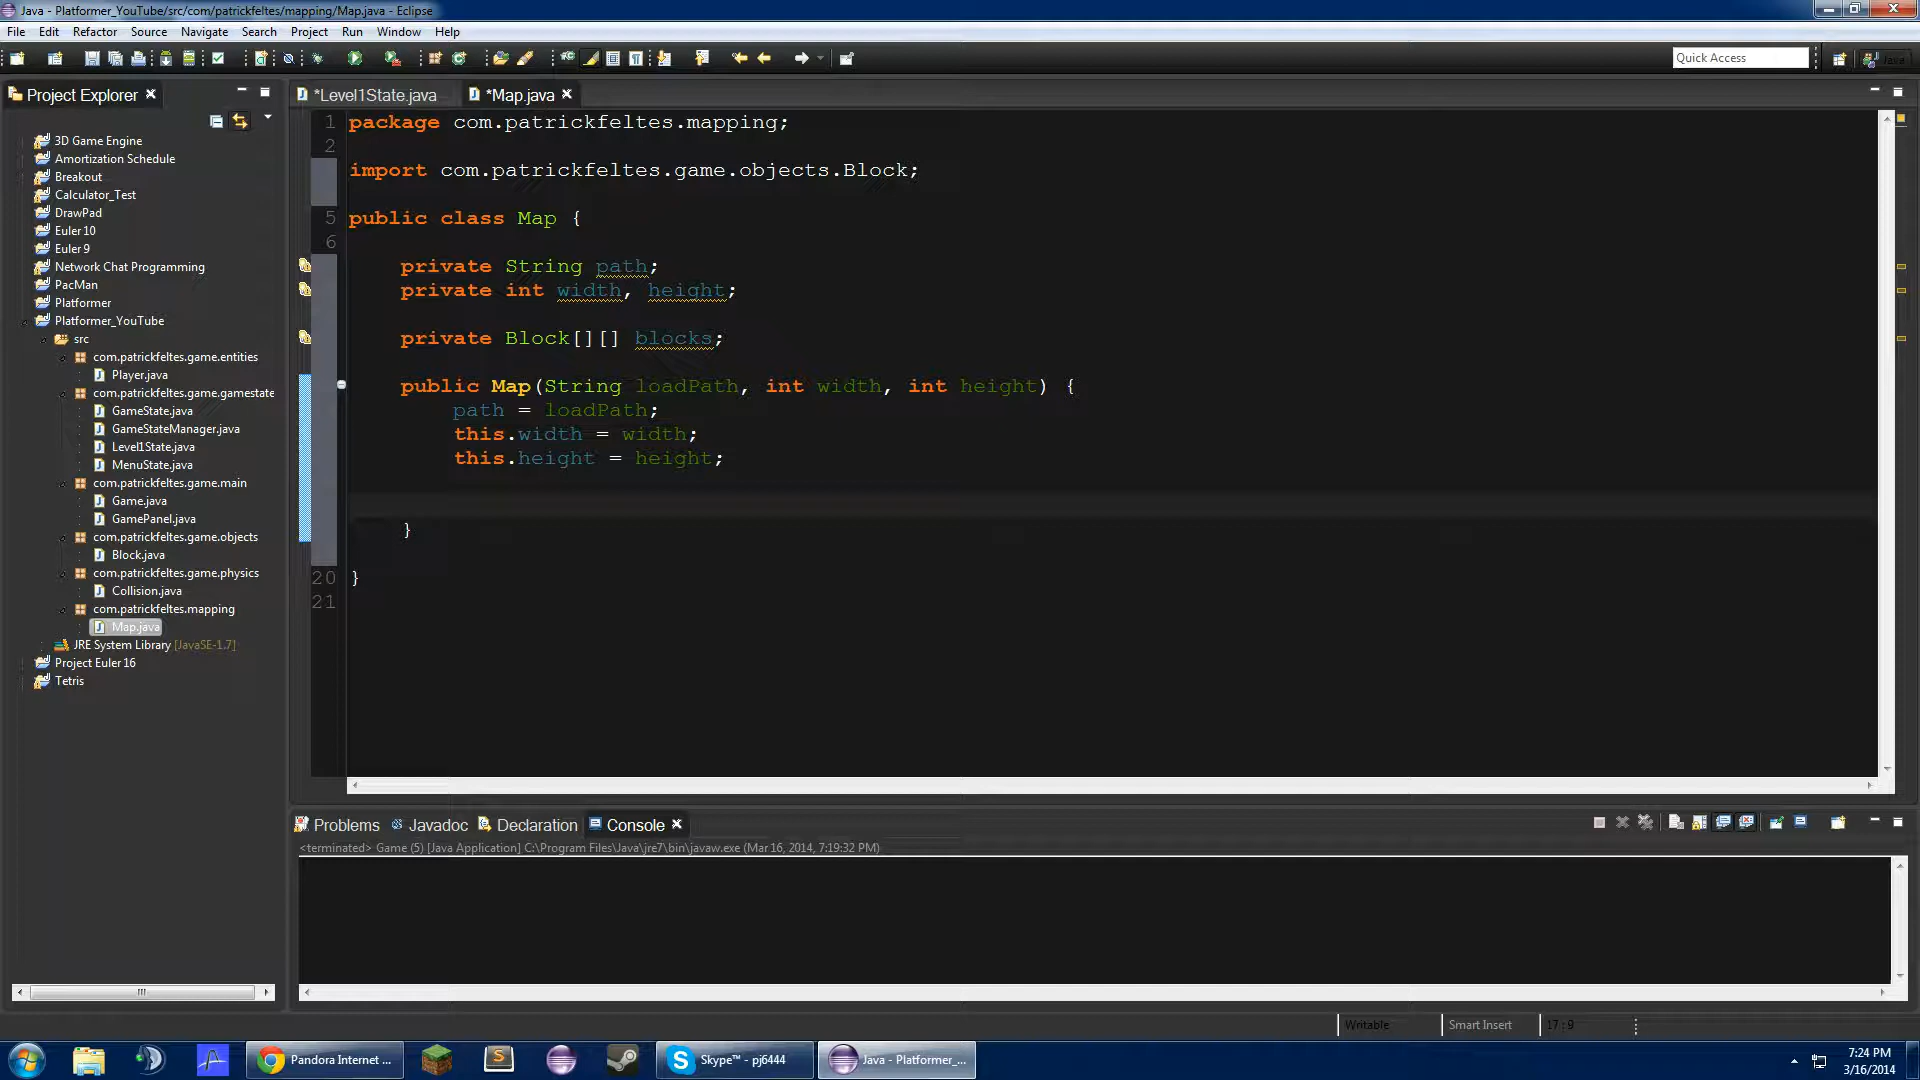 Java - Platformer_YouTube/src/com/patrickfeltes/mapping/Map.java - Eclipse
File Edit Refactor Source Navigate Search Project Run Window Help
Quick Access
Java
Project Explorer
*Level1State.java
*Map.java
3D Game Engine
Amortization Schedule
Breakout
Calculator_Test
DrawPad
Euler 10
Euler 9
Network Chat Programming
PacMan
Platformer
Platformer_YouTube
src
com.patrickfeltes.game.entities
Player.java
com.patrickfeltes.game.gamestate
GameState.java
GameStateManager.java
Level1State.java
MenuState.java
com.patrickfeltes.game.main
Game.java
GamePanel.java
com.patrickfeltes.game.objects
Block.java
com.patrickfeltes.game.physics
Collision.java
com.patrickfeltes.mapping
Map.java
JRE System Library [JavaSE-1.7]
Project Euler 16
Tetris
1 package com.patrickfeltes.mapping;
2
import com.patrickfeltes.game.objects.Block;
5 public class Map {
6
private String path;
private int width, height;
private Block[][] blocks;
public Map(String loadPath, int width, int height) {
path = loadPath;
this.width = width;
this.height = height;
}
20 }
21
Problems Javadoc Declaration Console
<terminated> Game (5) [Java Application] C:\Program Files\Java\jre7\bin\javaw.exe (Mar 16, 2014, 7:19:32 PM)
Writable Smart Insert 17 : 9
Pandora Internet ...
Skype™ - pj6444
Java - Platformer_...
7:24 PM
3/16/2014